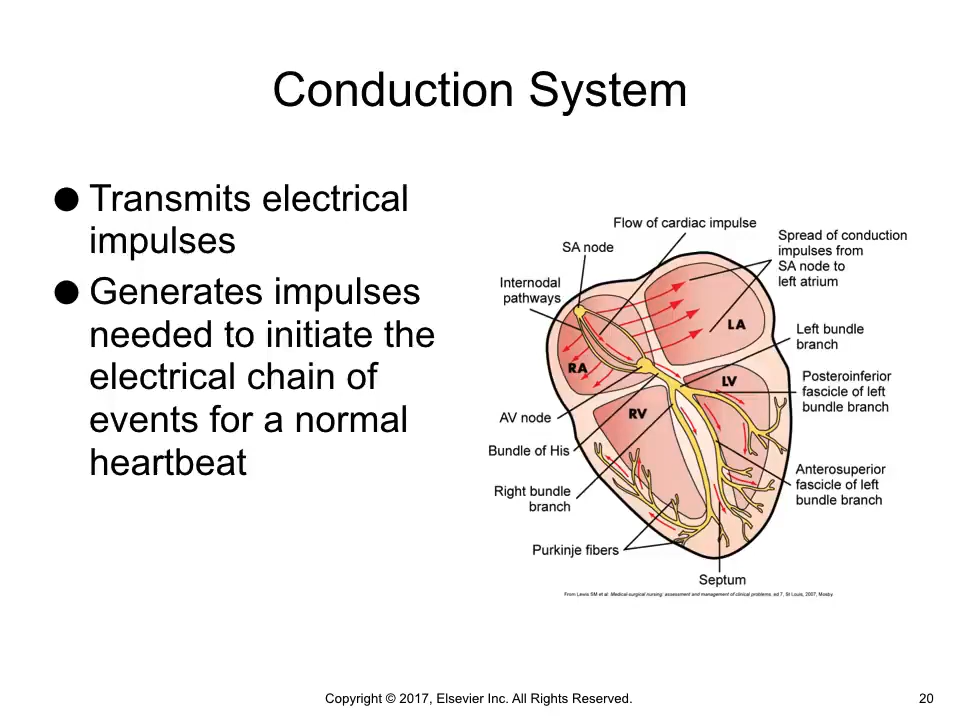 Conduction System
● Transmits electrical
impulses
● Generates impulses
needed to initiate the
electrical chain of
events for a normal
heartbeat
Flow of cardiac impulse
SA node
Spread of conduction
impulses from
SA node to
left atrium
Internodal
pathways
LA
Left bundle
branch
RA
LV
Posteroinferior
fascicle of left
bundle branch
AV node
RV
Bundle of His
Anterosuperior
fascicle of left
bundle branch
Right bundle
branch
Purkinje fibers
Septum
From Lewis SM et al: Medical-surgical nursing: assessment and management of clinical problems, ed 7, St Louis, 2007, Mosby.
Copyright © 2017, Elsevier Inc. All Rights Reserved.
20